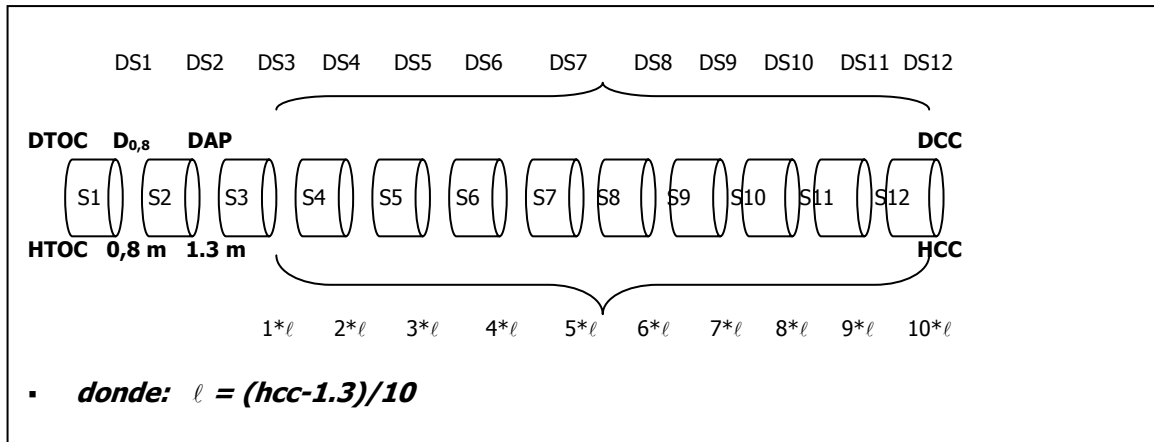 DS1 DS2 DS3 DS4 DS5 DS6 DS7 DS8 DS9 DS10 DS11 DS12
DTOC D0,8 DAP DCC
S1 S2 S3 S4 S5 S6 S7 S8 S9 S10 S11 S12
HTOC 0,8 m 1.3 m HCC
1*ℓ 2*ℓ 3*ℓ 4*ℓ 5*ℓ 6*ℓ 7*ℓ 8*ℓ 9*ℓ 10*ℓ
▪ donde: ℓ = (hcc-1.3)/10